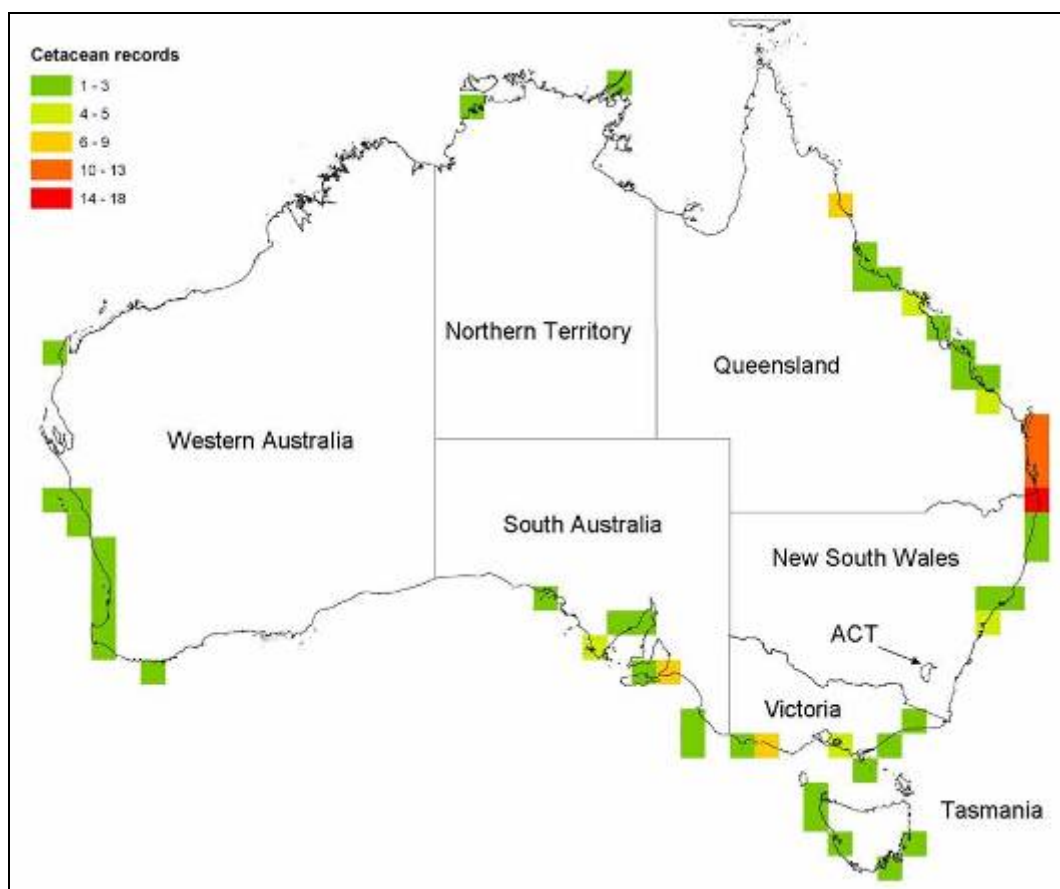 Cetacean records
1 - 3
4 - 5
6 - 9
10 - 13
14 - 18
Northern Territory
Queensland
Western Australia
South Australia
New South Wales
ACT
Victoria
Tasmania